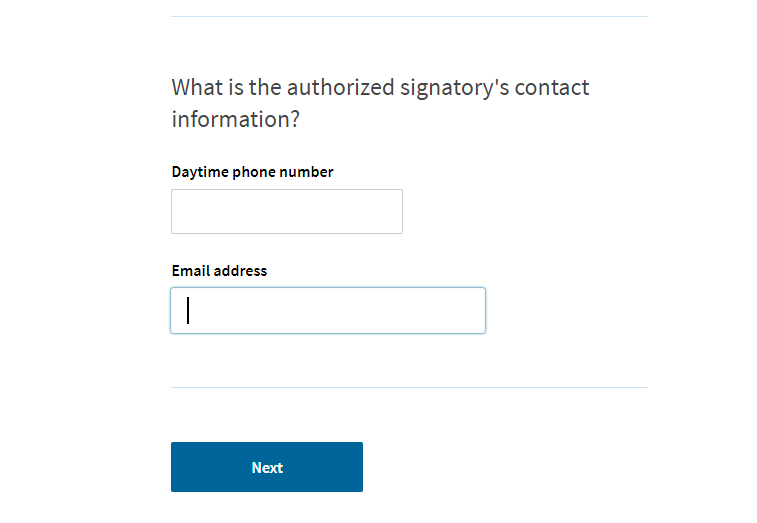 What is the authorized signatory's contact
information?
Daytime phone number
Email address
Next